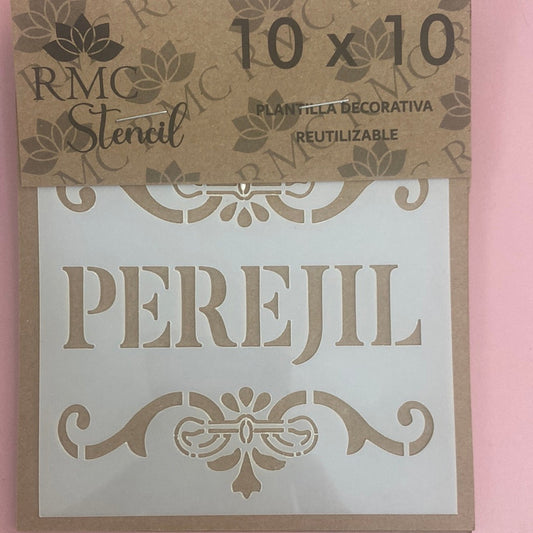 RMC
Stencil
10 x 10
PLANTILLA DECORATIVA
REUTILIZABLE
PEREJIL